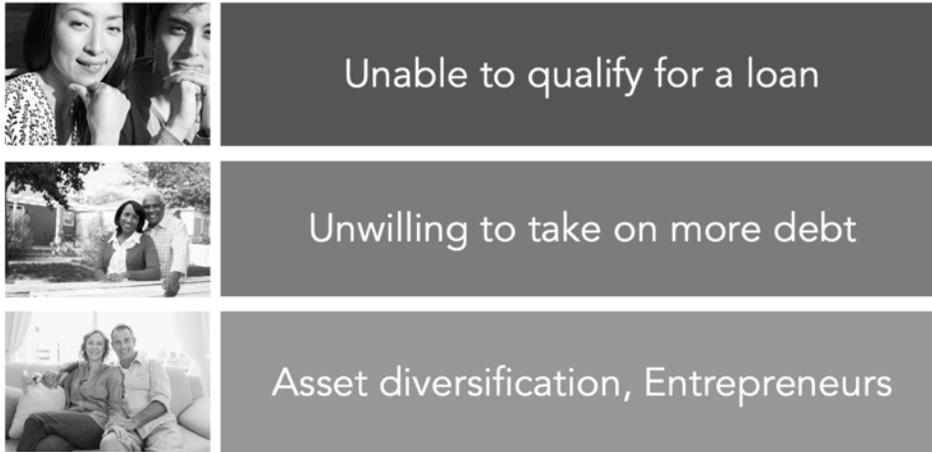 Unable to qualify for a loan
Unwilling to take on more debt
Asset diversification, Entrepreneurs